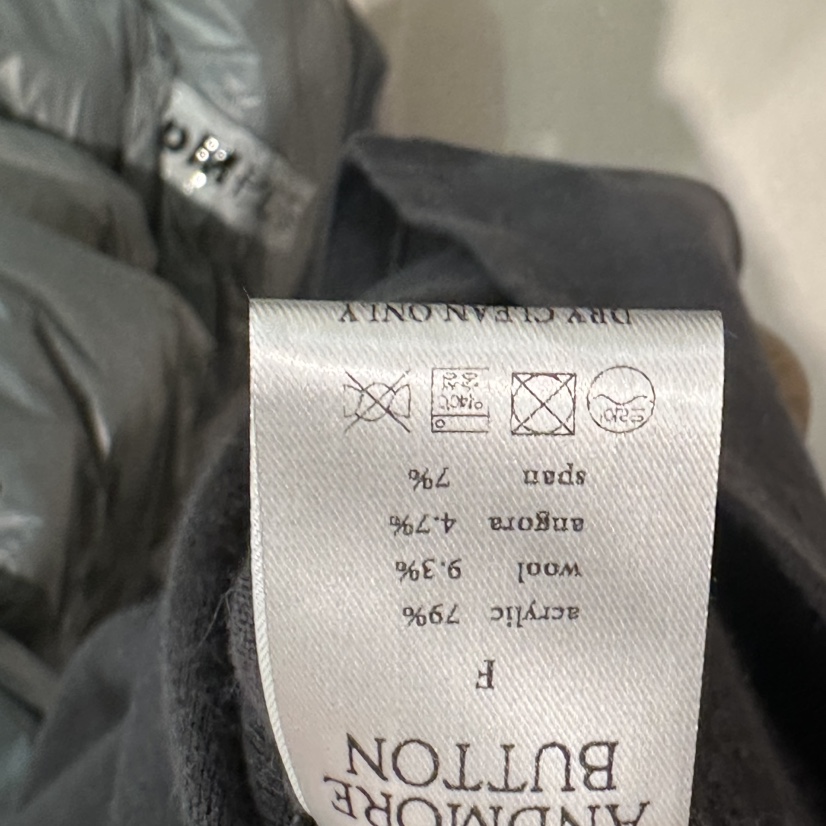 ANDMORE
BUTTON
F
acrylic 79%
wool 9.3%
angora 4.7%
span 7%
DRY CLEAN ONLY